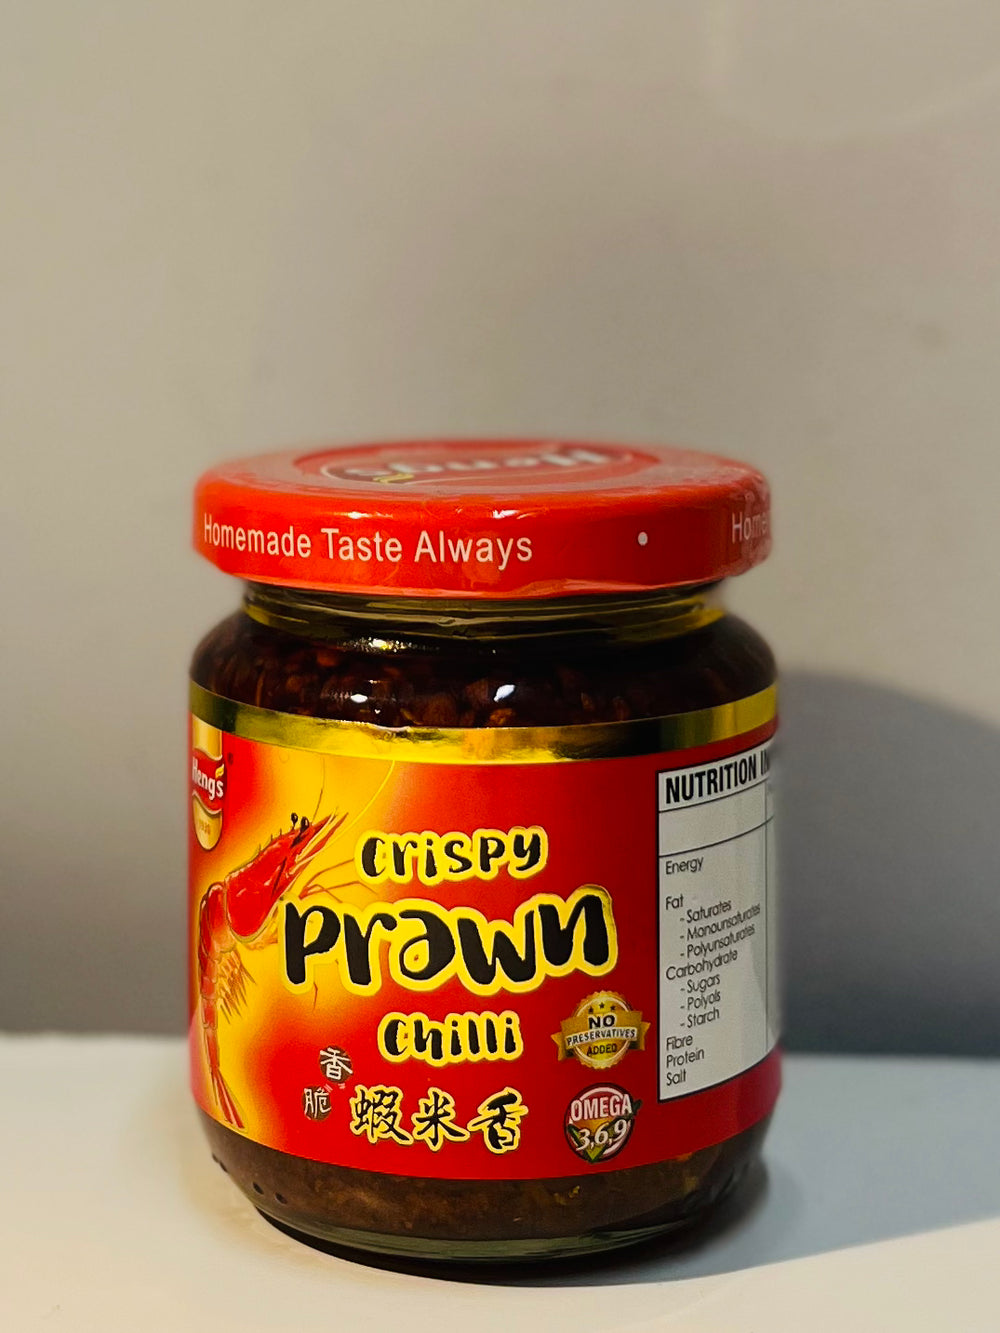 Heng's
Homemade Taste Always
Heng's
crispy
prawn
chilli
香
脆
蝦米香
NO
PRESERVATIVES
ADDED
OMEGA
3,6,9
NUTRITION
Energy
Fat
- Saturates
- Monounsaturates
- Polyunsaturates
Carbohydrate
- Sugars
- Polyols
- Starch
Fibre
Protein
Salt